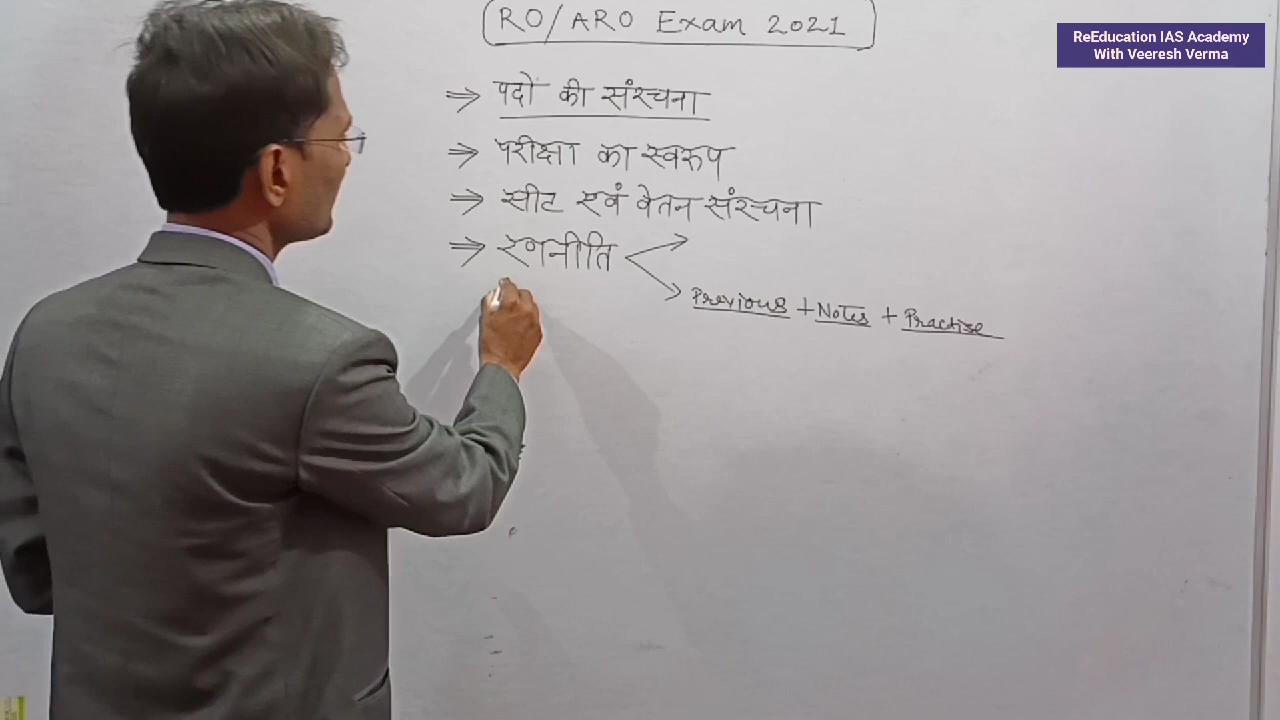 RO/ARO Exam 2021
ReEducation IAS Academy
With Veeresh Verma
⇒ पदों की संरचना
⇒ परीक्षा का स्वरुप
⇒ सीट एवं वेतन संरचना
⇒ रणनीति
Previous + Notes + Practise